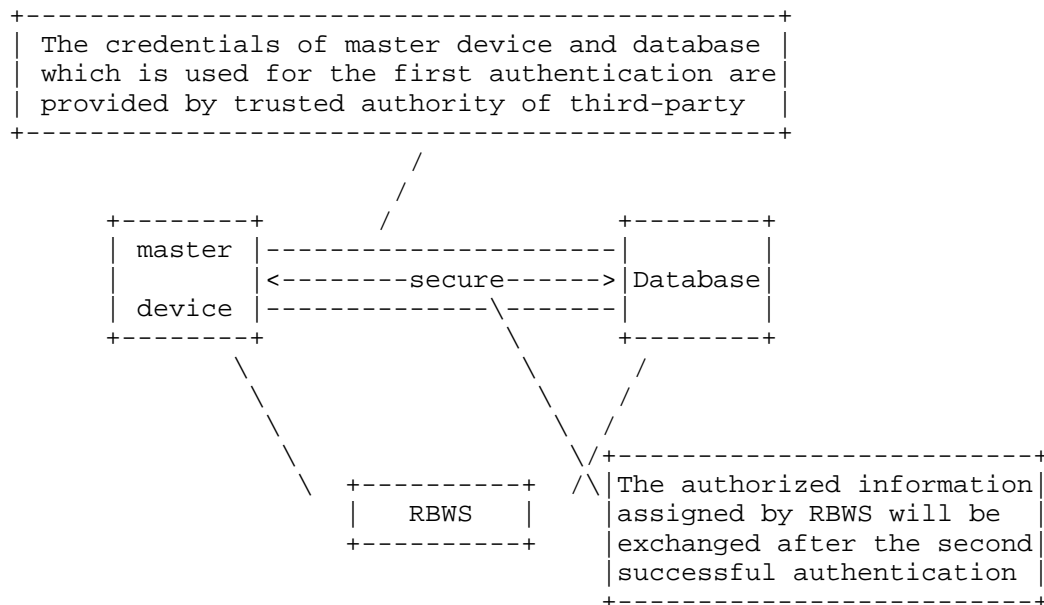 The credentials of master device and database
which is used for the first authentication are
provided by trusted authority of third-party
master
secure
Database
device
RBWS
The authorized information
assigned by RBWS will be
exchanged after the second
successful authentication